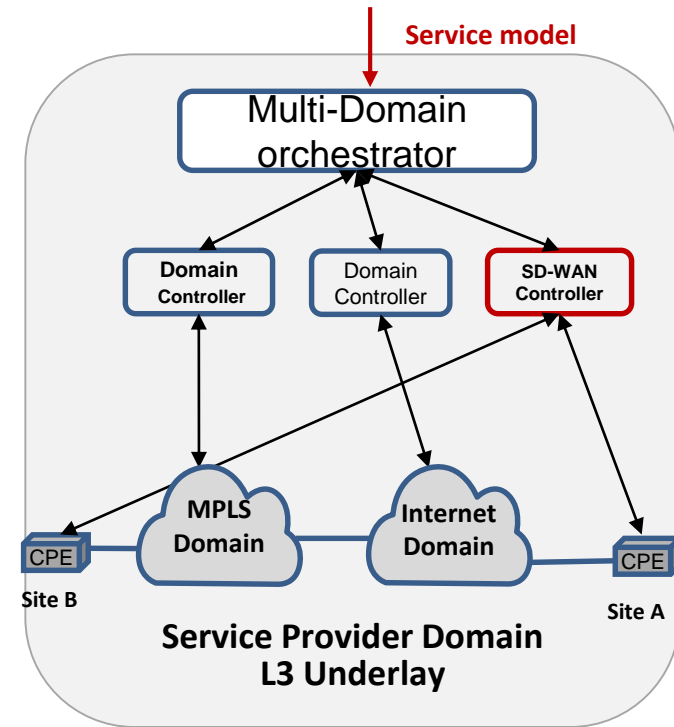 Service model
Multi-Domain
orchestrator
Domain
Controller
Domain
Controller
SD-WAN
Controller
MPLS
Domain
Internet
Domain
CPE
CPE
Site B
Site A
Service Provider Domain
L3 Underlay